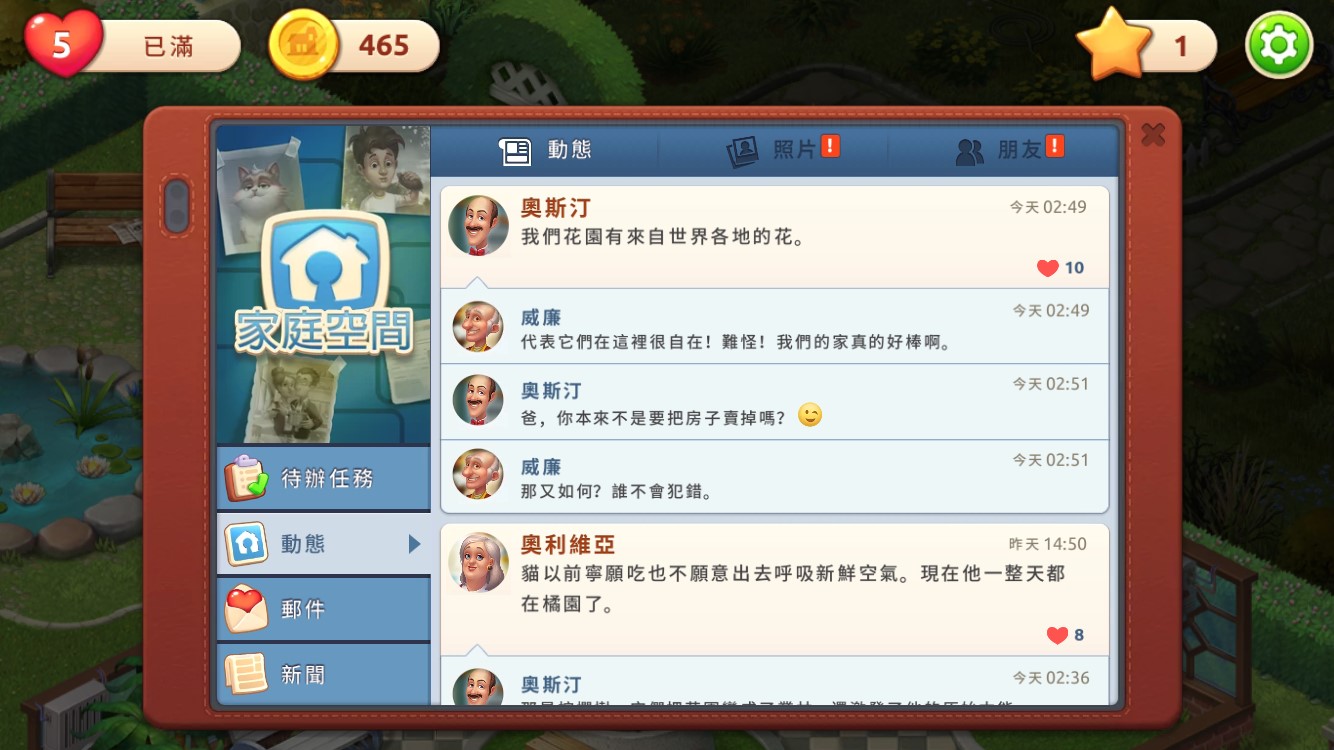 5
已滿
465
1
動態
照片
朋友
家庭空間
待辦任務
動態
郵件
新聞
奧斯汀
今天 02:49
我們花園有來自世界各地的花。
10
威廉
今天 02:49
代表它們在這裡很自在！難怪！我們的家真的好棒啊。
奧斯汀
今天 02:51
爸，你本來不是要把房子賣掉嗎？😉
威廉
今天 02:51
那又如何？誰不會犯錯。
奧利維亞
昨天 14:50
貓以前寧願吃也不願意出去呼吸新鮮空氣。現在他一整天都
在橘園了。
8
奧斯汀
今天 02:36